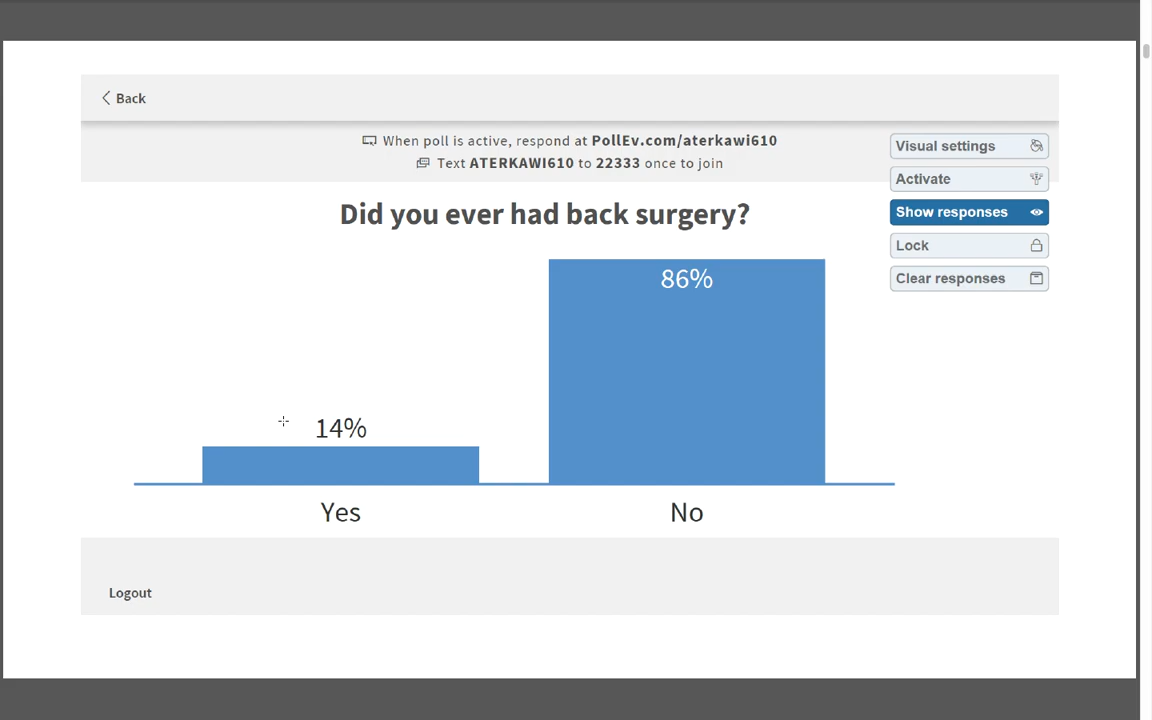 Back
When poll is active, respond at PollEv.com/aterkawi610
Text ATERKAWI610 to 22333 once to join
Visual settings
Activate
Show responses
Lock
Clear responses
Did you ever had back surgery?
86%
14%
Yes
No
Logout